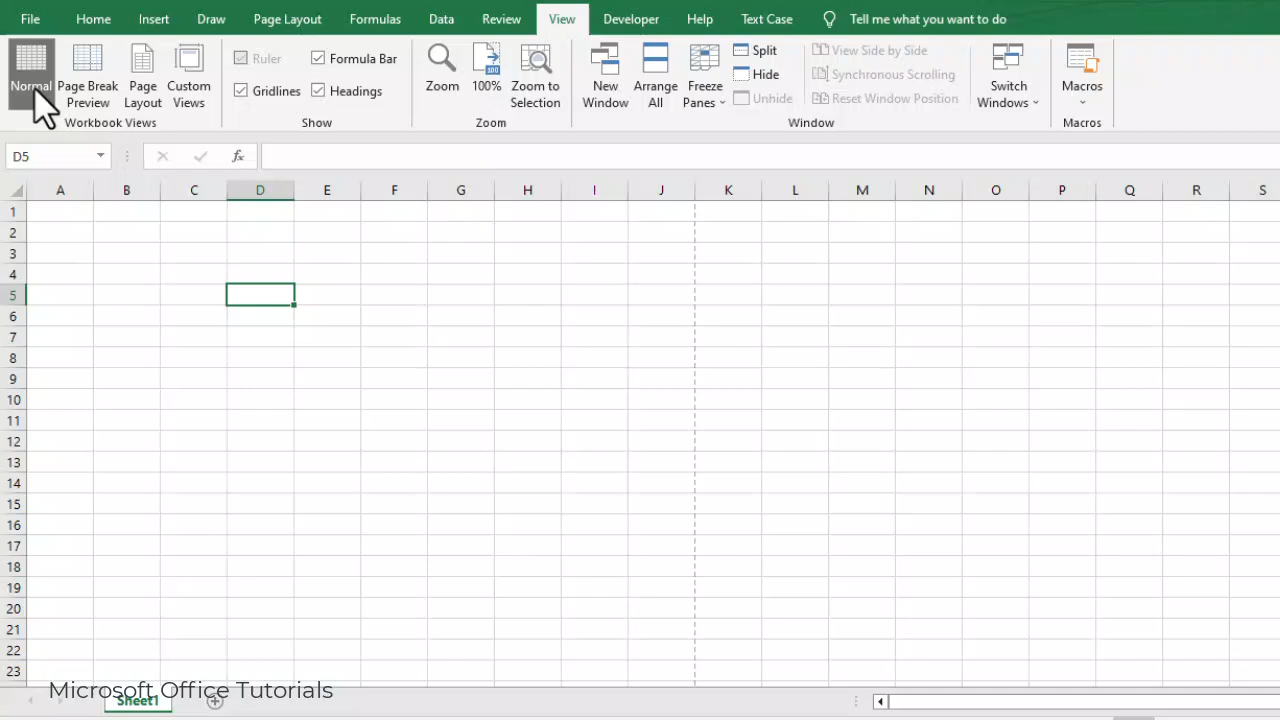 File Home Insert Draw Page Layout Formulas Data Review View Developer Help Text Case Tell me what you want to do
Normal
Page Break
Preview
Page
Layout
Custom
Views
Workbook Views
Ruler
Formula Bar
Gridlines
Headings
Show
Zoom
100%
100
Zoom to
Selection
Zoom
New
Window
Arrange
All
Freeze
Panes
Split
Hide
Unhide
View Side by Side
Synchronous Scrolling
Reset Window Position
Window
Switch
Windows
Macros
Macros
D5
fx
A B C D E F G H I J K L M N O P Q R S
1
2
3
4
5
6
7
8
9
10
11
12
13
14
15
16
17
18
19
20
21
22
23
Microsoft Office Tutorials
Sheet1